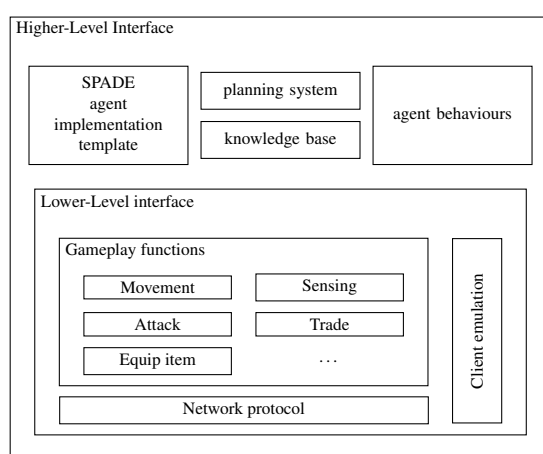 Higher-Level Interface
SPADE
agent
implementation
template
planning system
knowledge base
agent behaviours
Lower-Level interface
Gameplay functions
Movement
Sensing
Attack
Trade
Equip item
...
Network protocol
Client emulation